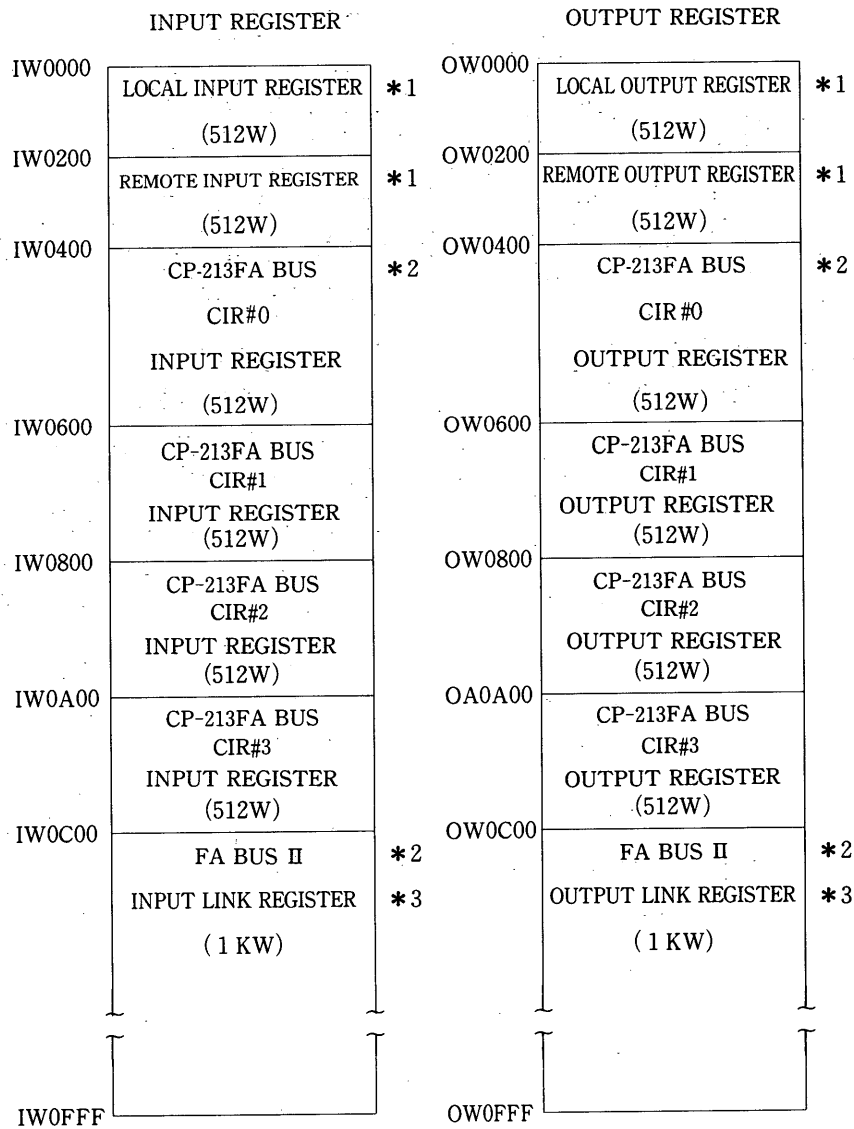 INPUT REGISTER
IW0000
LOCAL INPUT REGISTER *1
(512W)
IW0200
REMOTE INPUT REGISTER *1
(512W)
IW0400
CP-213FA BUS *2
CIR#0
INPUT REGISTER
(512W)
IW0600
CP-213FA BUS
CIR#1
INPUT REGISTER
(512W)
IW0800
CP-213FA BUS
CIR#2
INPUT REGISTER
(512W)
IW0A00
CP-213FA BUS
CIR#3
INPUT REGISTER
(512W)
IW0C00
FA BUS II *2
INPUT LINK REGISTER *3
(1 KW)
IW0FFF
OUTPUT REGISTER
OW0000
LOCAL OUTPUT REGISTER *1
(512W)
OW0200
REMOTE OUTPUT REGISTER *1
(512W)
OW0400
CP-213FA BUS *2
CIR #0
OUTPUT REGISTER
(512W)
OW0600
CP-213FA BUS
CIR#1
OUTPUT REGISTER
(512W)
OW0800
CP-213FA BUS
CIR#2
OUTPUT REGISTER
(512W)
OA0A00
CP-213FA BUS
CIR#3
OUTPUT REGISTER
(512W)
OW0C00
FA BUS II *2
OUTPUT LINK REGISTER *3
(1 KW)
OW0FFF